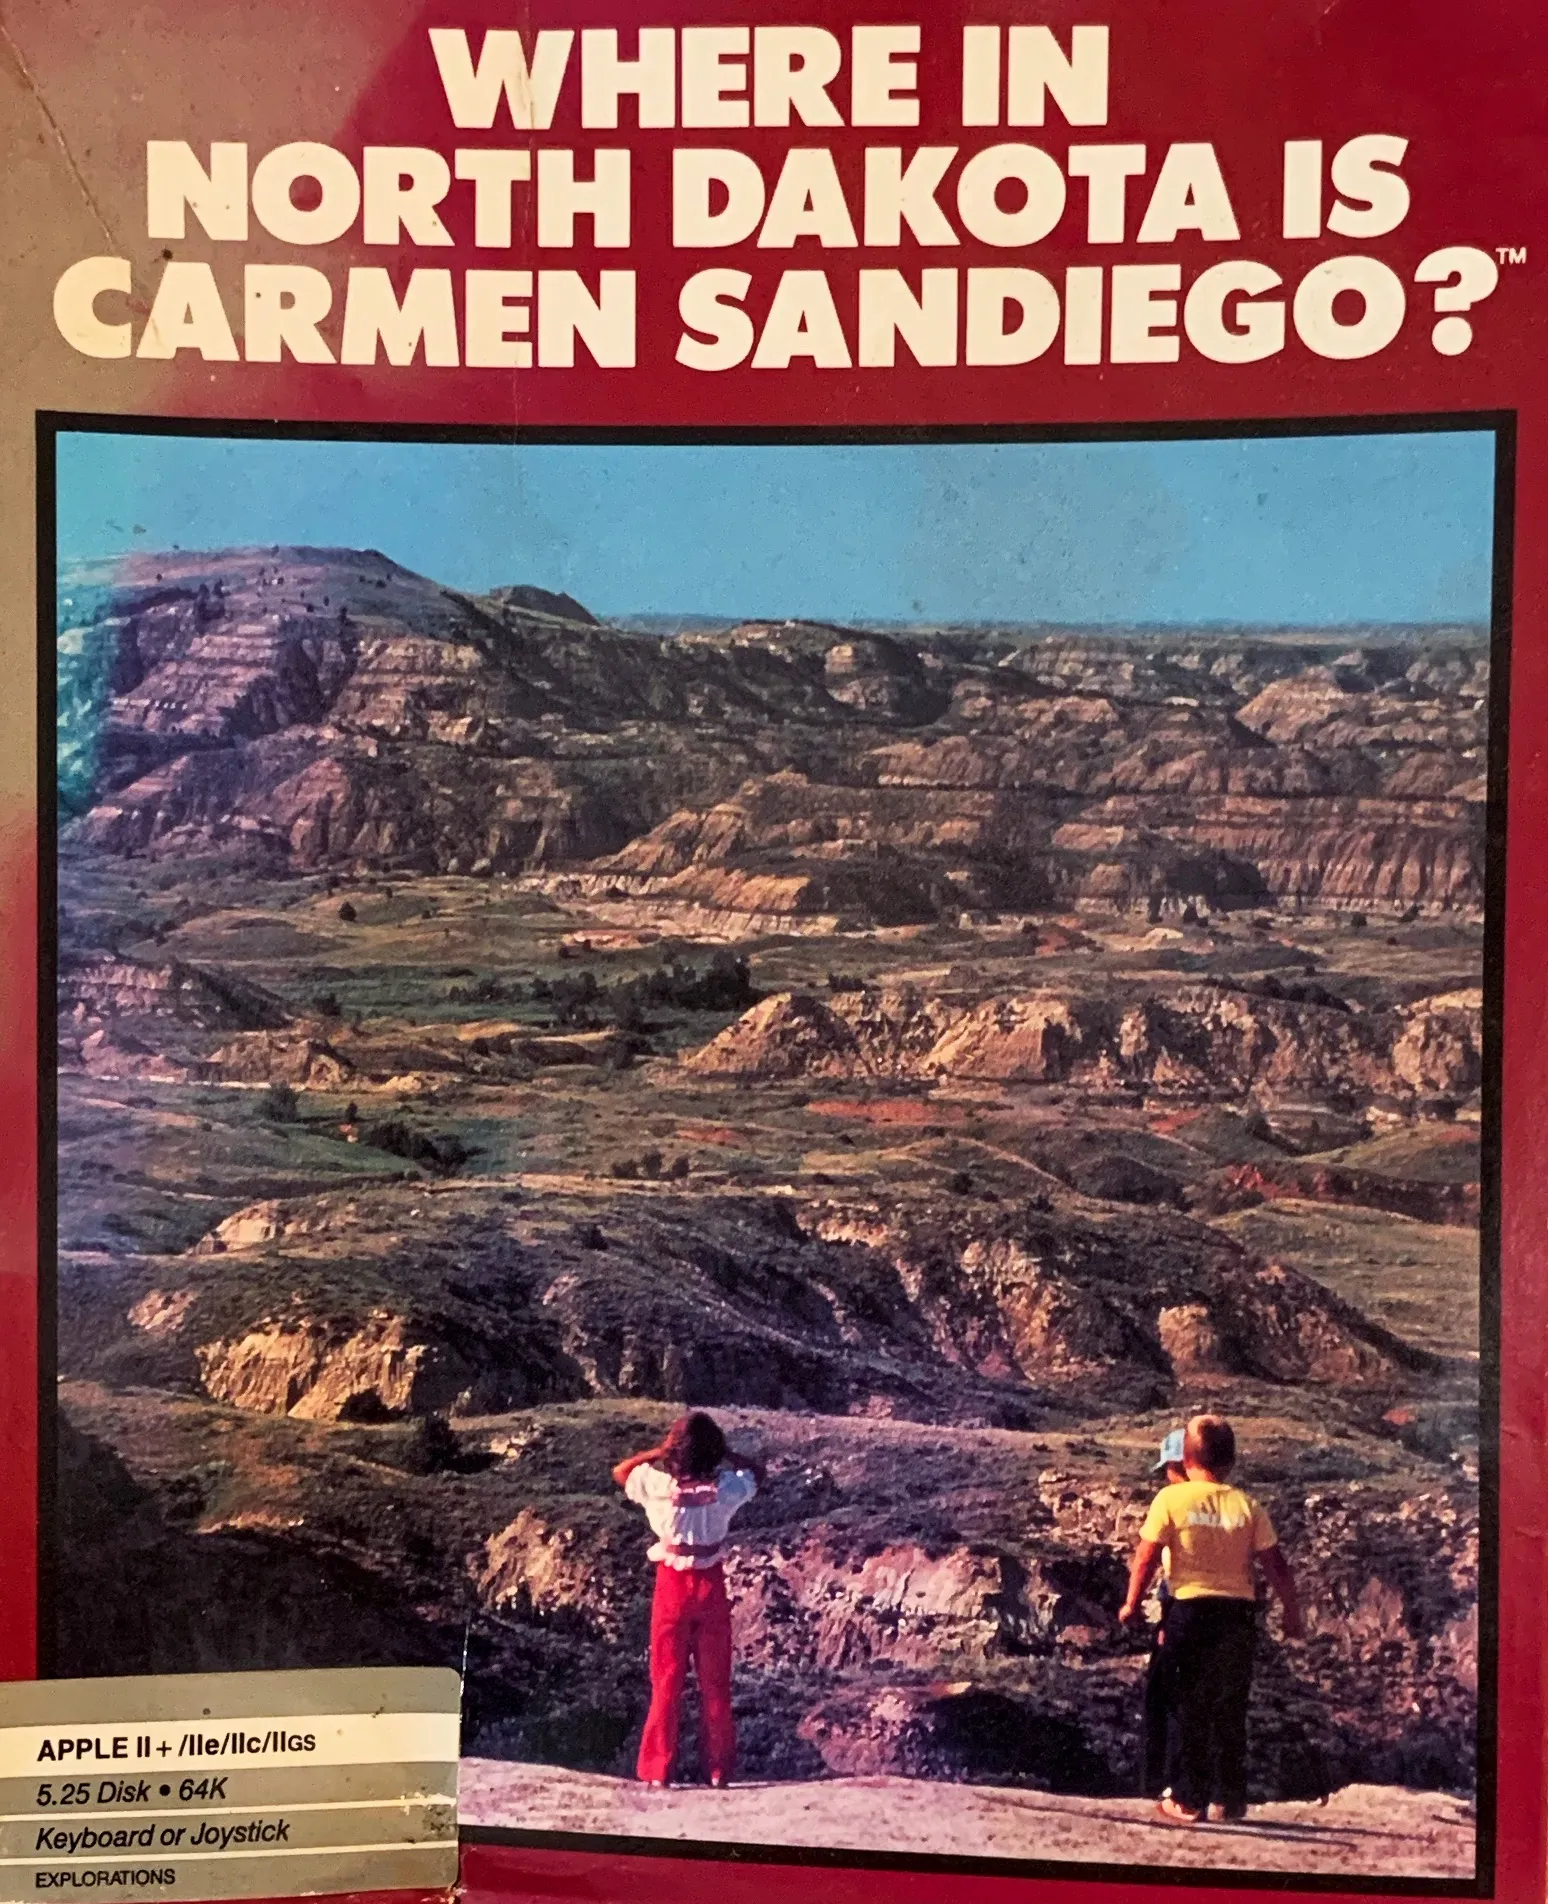 WHERE IN
NORTH DAKOTA IS
CARMEN SANDIEGO?™
APPLE II+/IIe/IIc/IIGS
5.25 Disk • 64K
Keyboard or Joystick
EXPLORATIONS